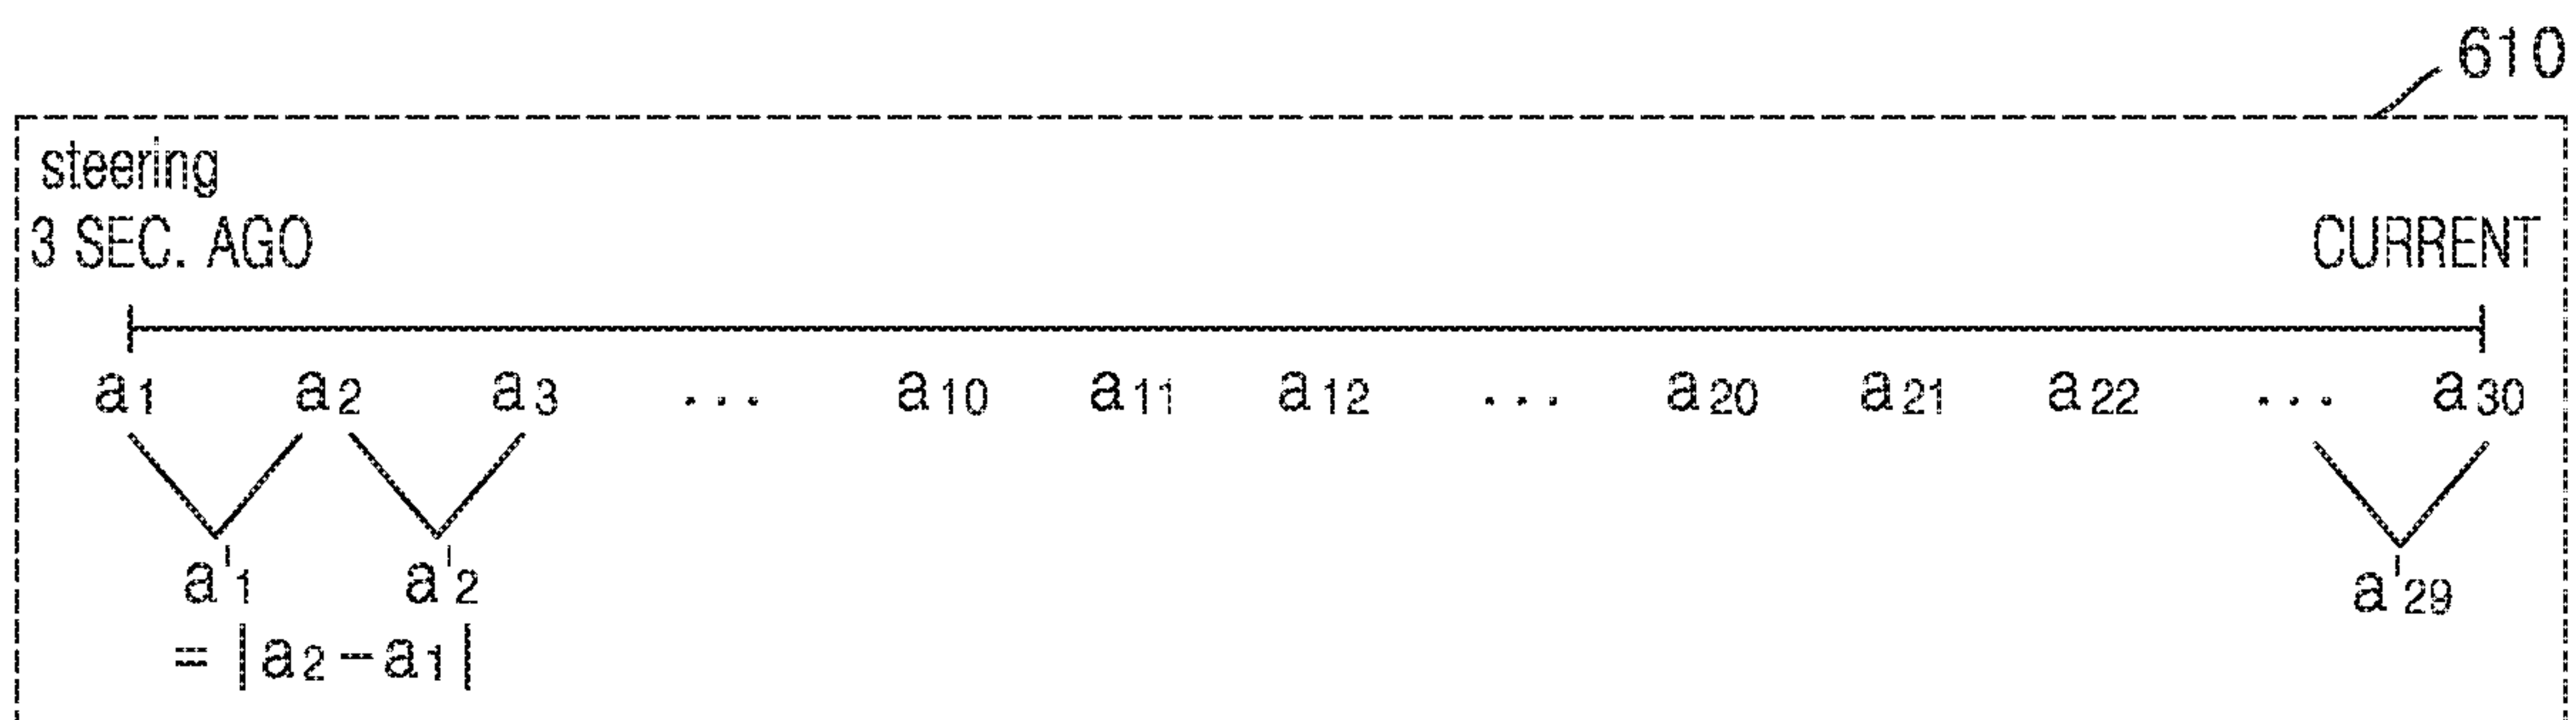 610
steering
3 SEC. AGO CURRENT
a1 a2 a3 ... a10 a11 a12 ... a20 a21 a22 ... a30
a'1 a'2 a'29
= |a2-a1|